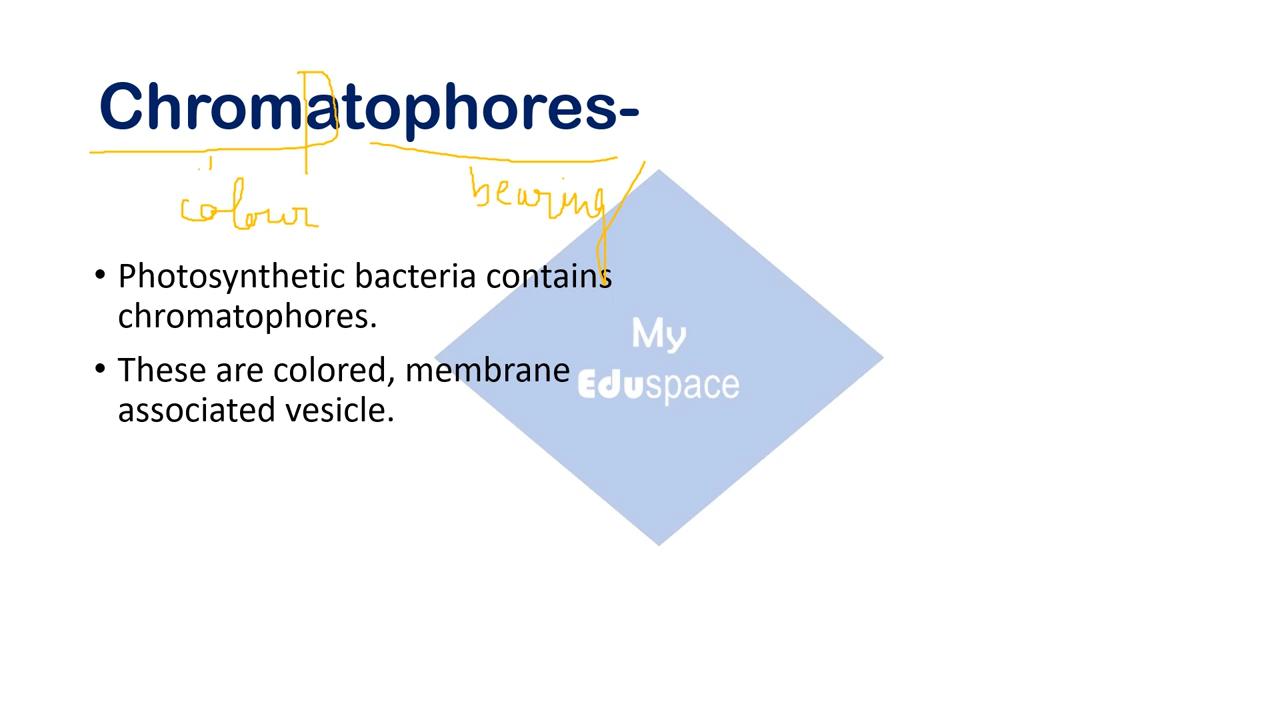 Chromatophores-
colour bearing
• Photosynthetic bacteria contains
chromatophores.
• These are colored, membrane
associated vesicle.
My
Eduspace